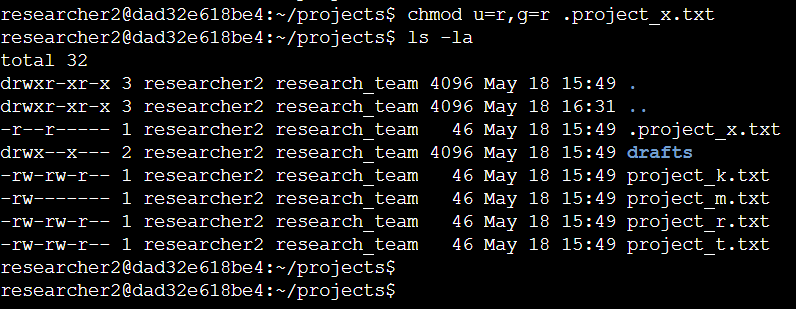 researcher2@dad32e618be4:~/projects$ chmod u=r,g=r .project_x.txt
researcher2@dad32e618be4:~/projects$ ls -la
total 32
drwxr-xr-x 3 researcher2 research_team 4096 May 18 15:49 .
drwxr-xr-x 3 researcher2 research_team 4096 May 18 16:31 ..
-r--r----- 1 researcher2 research_team   46 May 18 15:49 .project_x.txt
drwx--x--- 2 researcher2 research_team 4096 May 18 15:49 drafts
-rw-rw-r-- 1 researcher2 research_team   46 May 18 15:49 project_k.txt
-rw------- 1 researcher2 research_team   46 May 18 15:49 project_m.txt
-rw-rw-r-- 1 researcher2 research_team   46 May 18 15:49 project_r.txt
-rw-rw-r-- 1 researcher2 research_team   46 May 18 15:49 project_t.txt
researcher2@dad32e618be4:~/projects$
researcher2@dad32e618be4:~/projects$